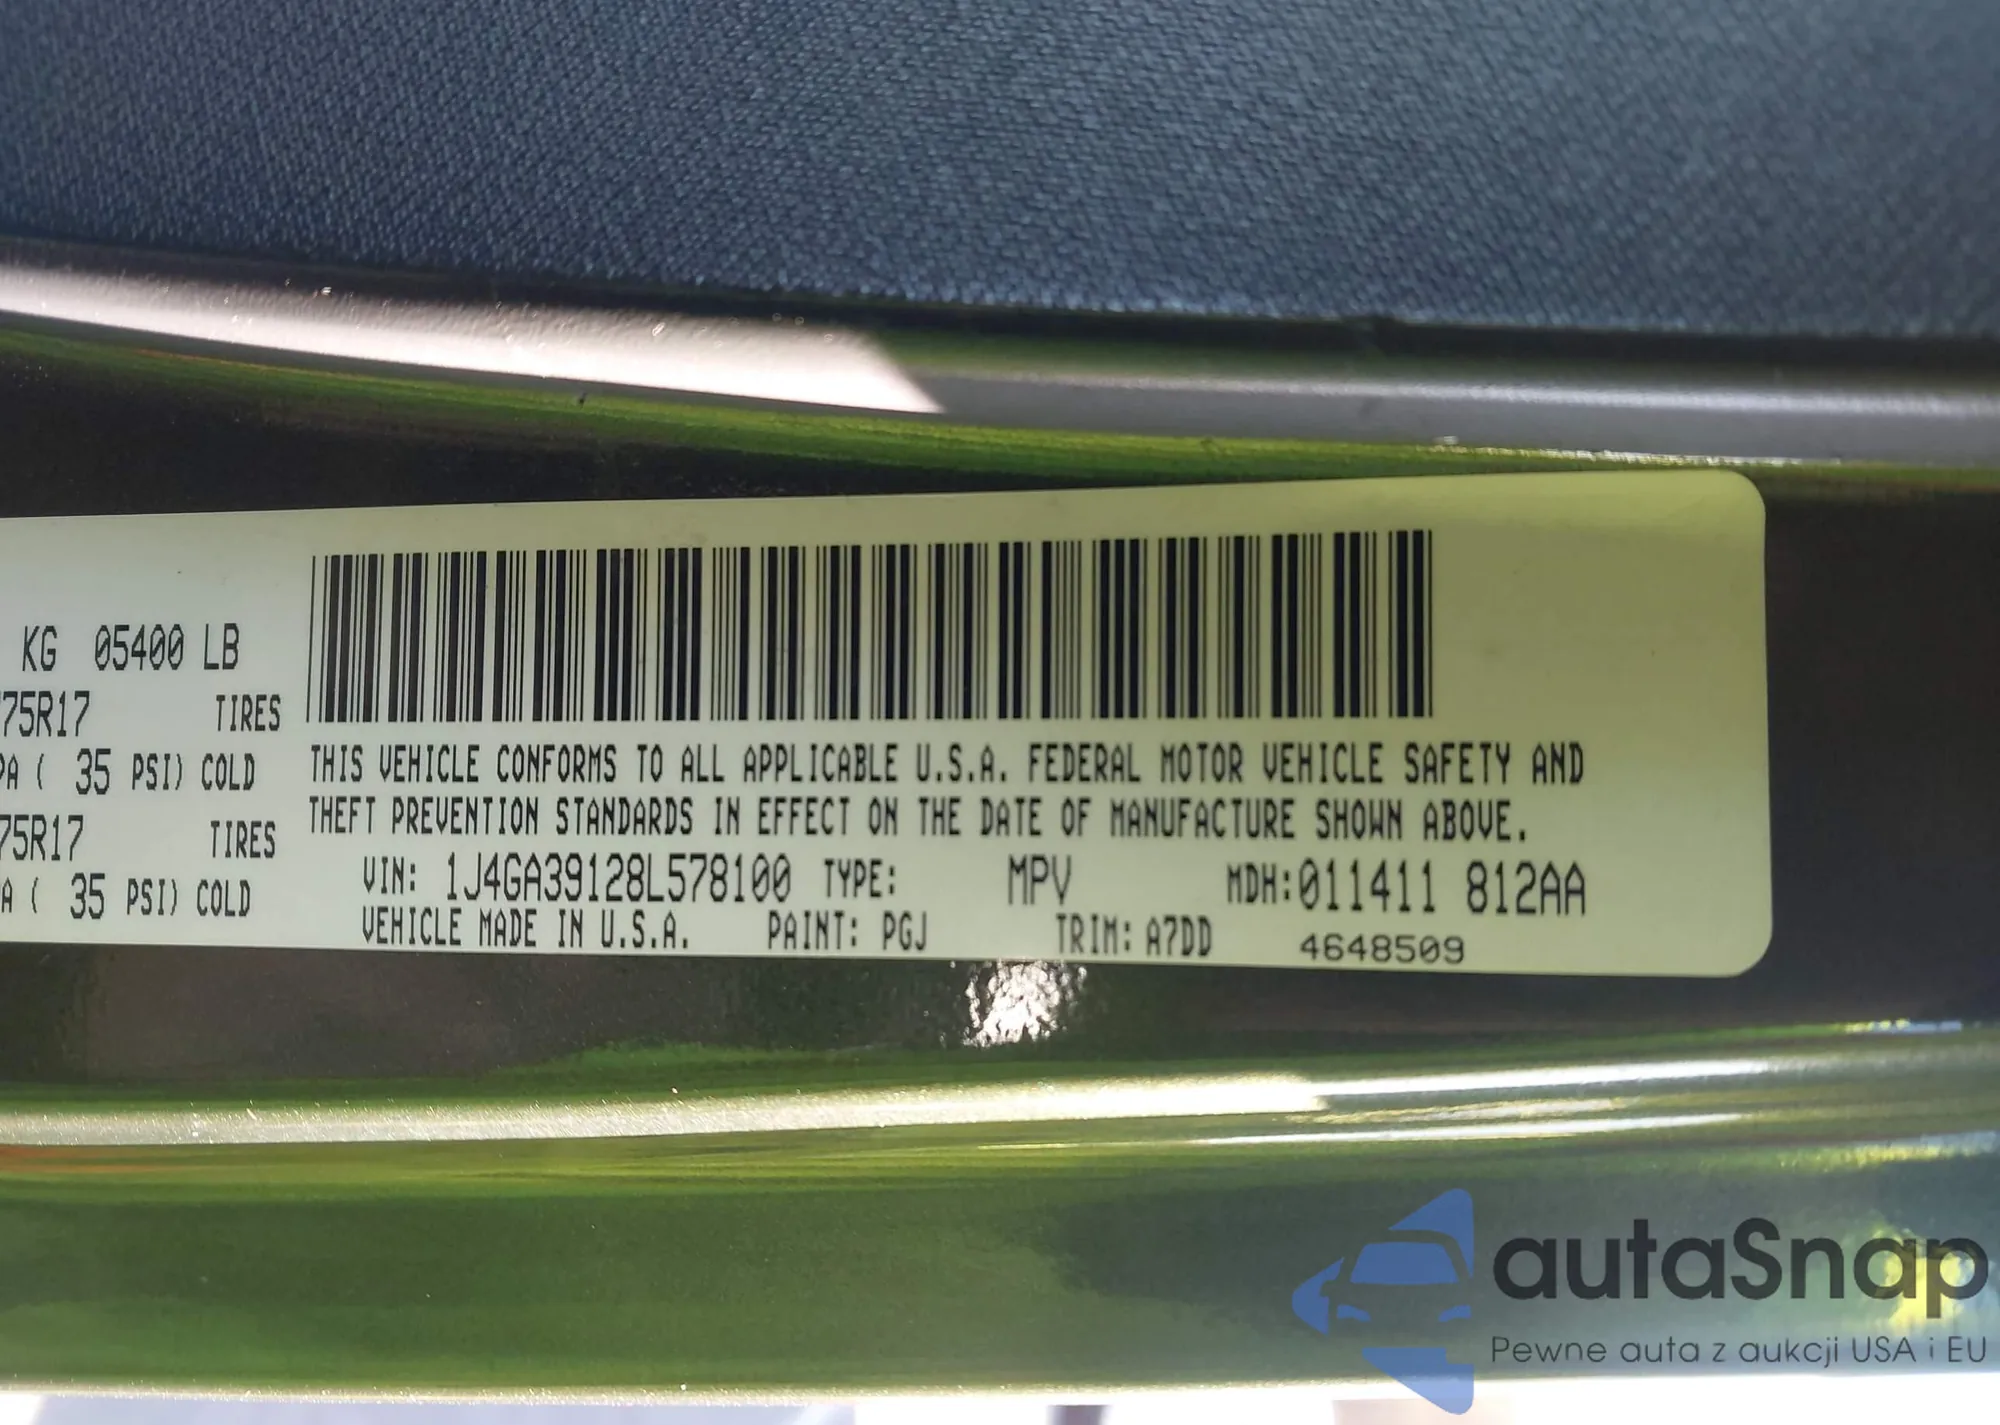 KG 05400 LB
75R17 TIRES
PA ( 35 PSI) COLD
75R17 TIRES
A ( 35 PSI) COLD
THIS VEHICLE CONFORMS TO ALL APPLICABLE U.S.A. FEDERAL MOTOR VEHICLE SAFETY AND
THEFT PREVENTION STANDARDS IN EFFECT ON THE DATE OF MANUFACTURE SHOWN ABOVE.
VIN: 1J4GA39128L578100 TYPE: MPV MDH:011411 812AA
VEHICLE MADE IN U.S.A. PAINT: PGJ TRIM: A7DD 4648509
autaSnap
Pewne auta z aukcji USA i EU